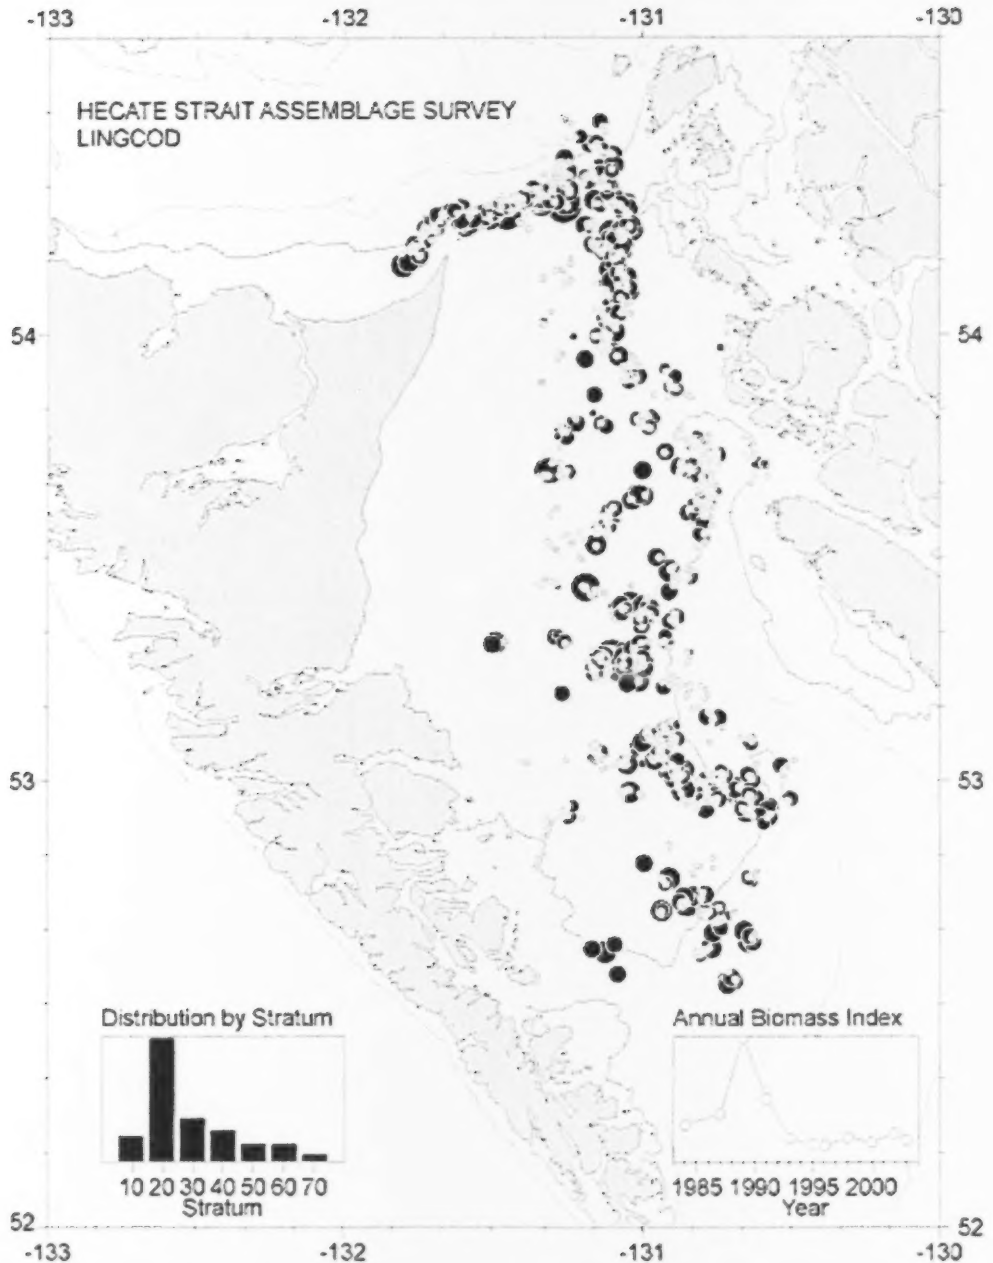 -133 -132 -131 -130
HECATE STRAIT ASSEMBLAGE SURVEY
LINGCOD
54 54
53 53
Distribution by Stratum
Annual Biomass Index
10 20 30 40 50 60 70
Stratum
1985 1990 1995 2000
Year
52 52
-133 -132 -131 -130